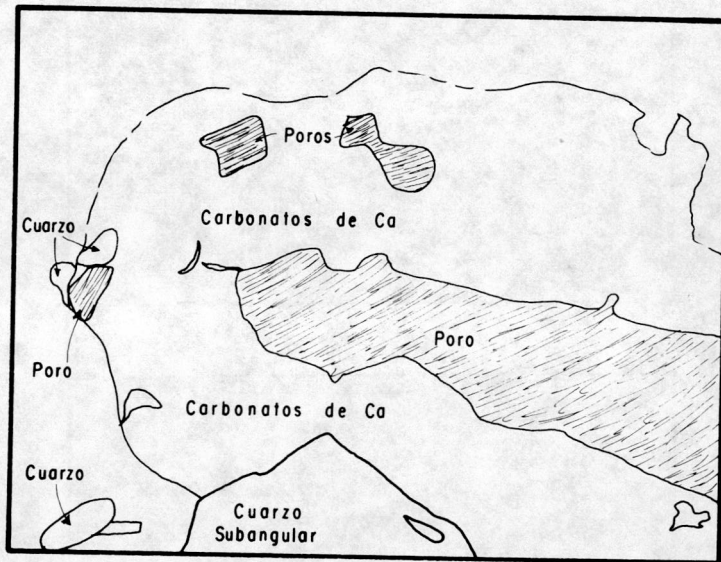 Poros
Carbonatos de Ca
Cuarzo
Poro
Poro
Carbonatos de Ca
Cuarzo
Cuarzo
Subangular